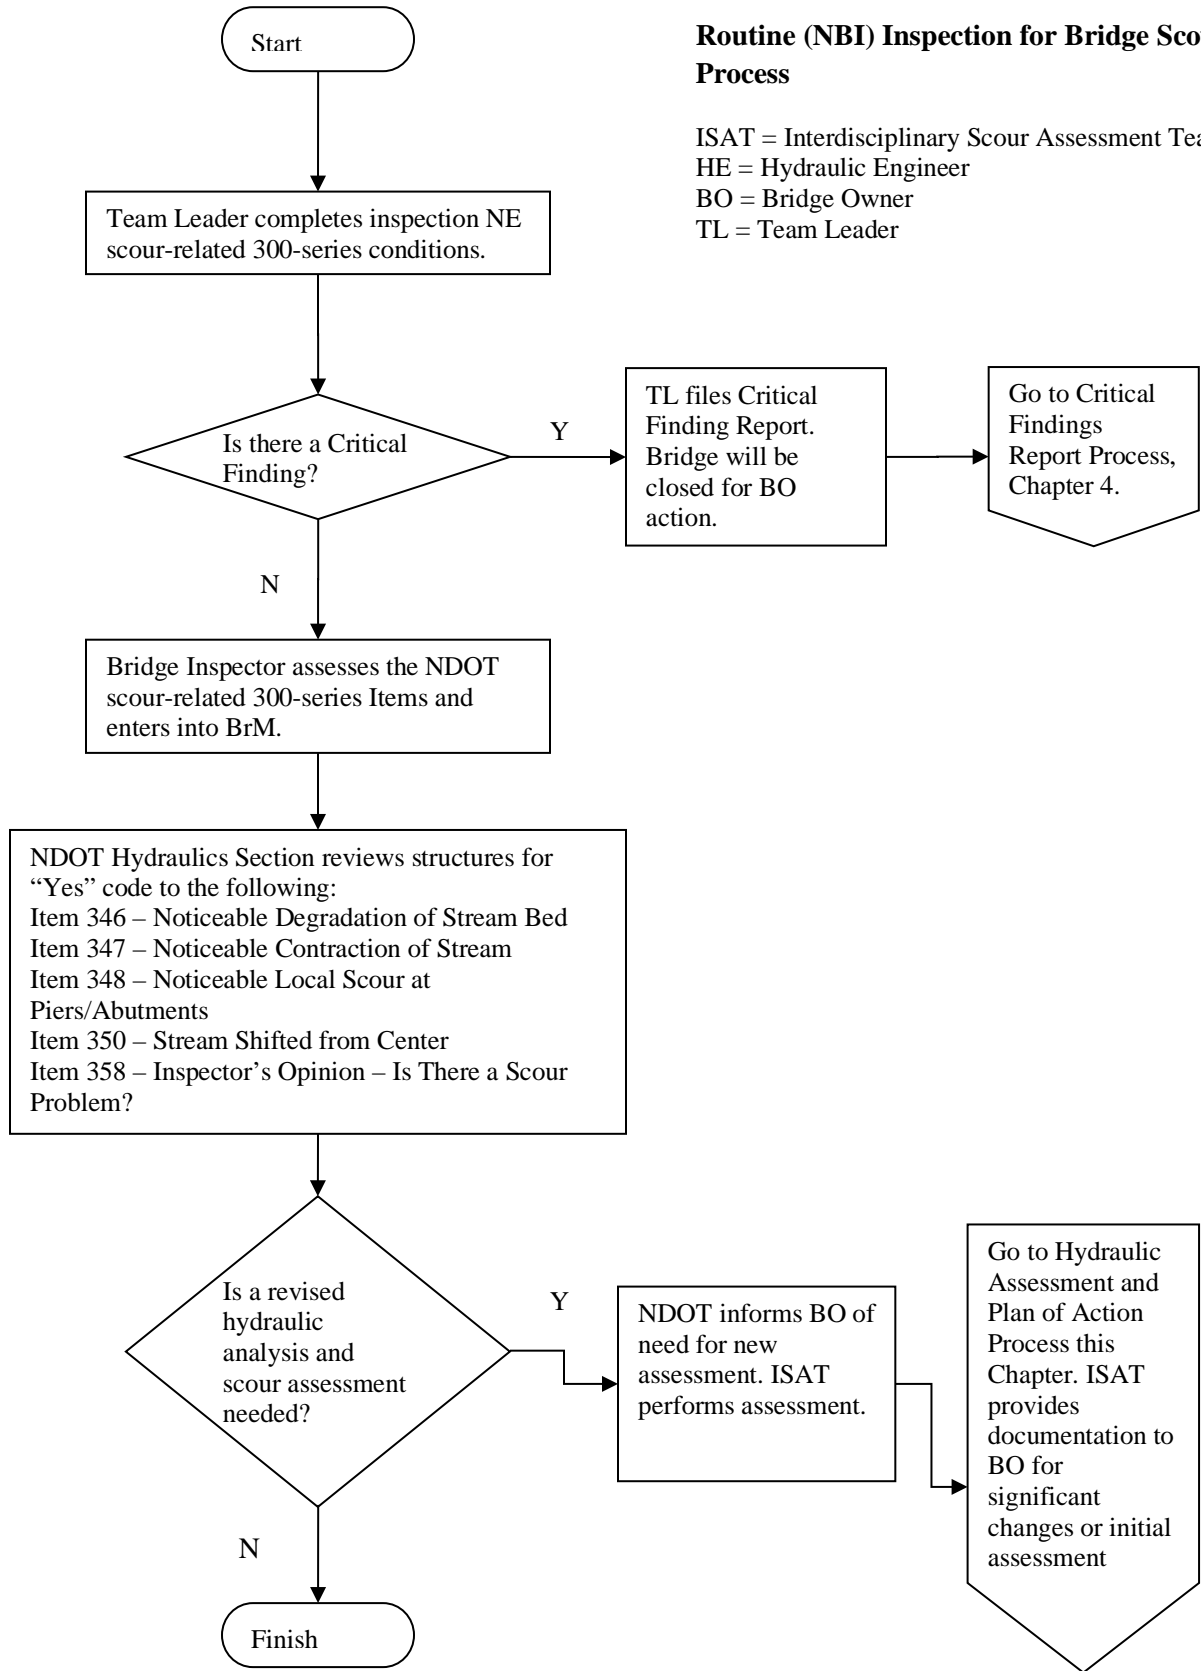 Start
Routine (NBI) Inspection for Bridge
Process
ISAT = Interdisciplinary Scour Assessment
HE = Hydraulic Engineer
BO = Bridge Owner
TL = Team Leader
Team Leader completes inspection NE
scour-related 300-series conditions.
Is there a Critical
Finding?
Y
TL files Critical
Finding Report.
Bridge will be
closed for BO
action.
Go to Critical
Findings
Report Process,
Chapter 4.
N
Bridge Inspector assesses the NDOT
scour-related 300-series Items and
enters into BrM.
NDOT Hydraulics Section reviews structures for
“Yes” code to the following:
Item 346 – Noticeable Degradation of Stream Bed
Item 347 – Noticeable Contraction of Stream
Item 348 – Noticeable Local Scour at
Piers/Abutments
Item 350 – Stream Shifted from Center
Item 358 – Inspector’s Opinion – Is There a Scour
Problem?
Is a revised
hydraulic
analysis and
scour assessment
needed?
Y
NDOT informs BO of
need for new
assessment. ISAT
performs assessment.
Go to Hydraulic
Assessment and
Plan of Action
Process this
Chapter. ISAT
provides
documentation to
BO for
significant
changes or initial
assessment
N
Finish